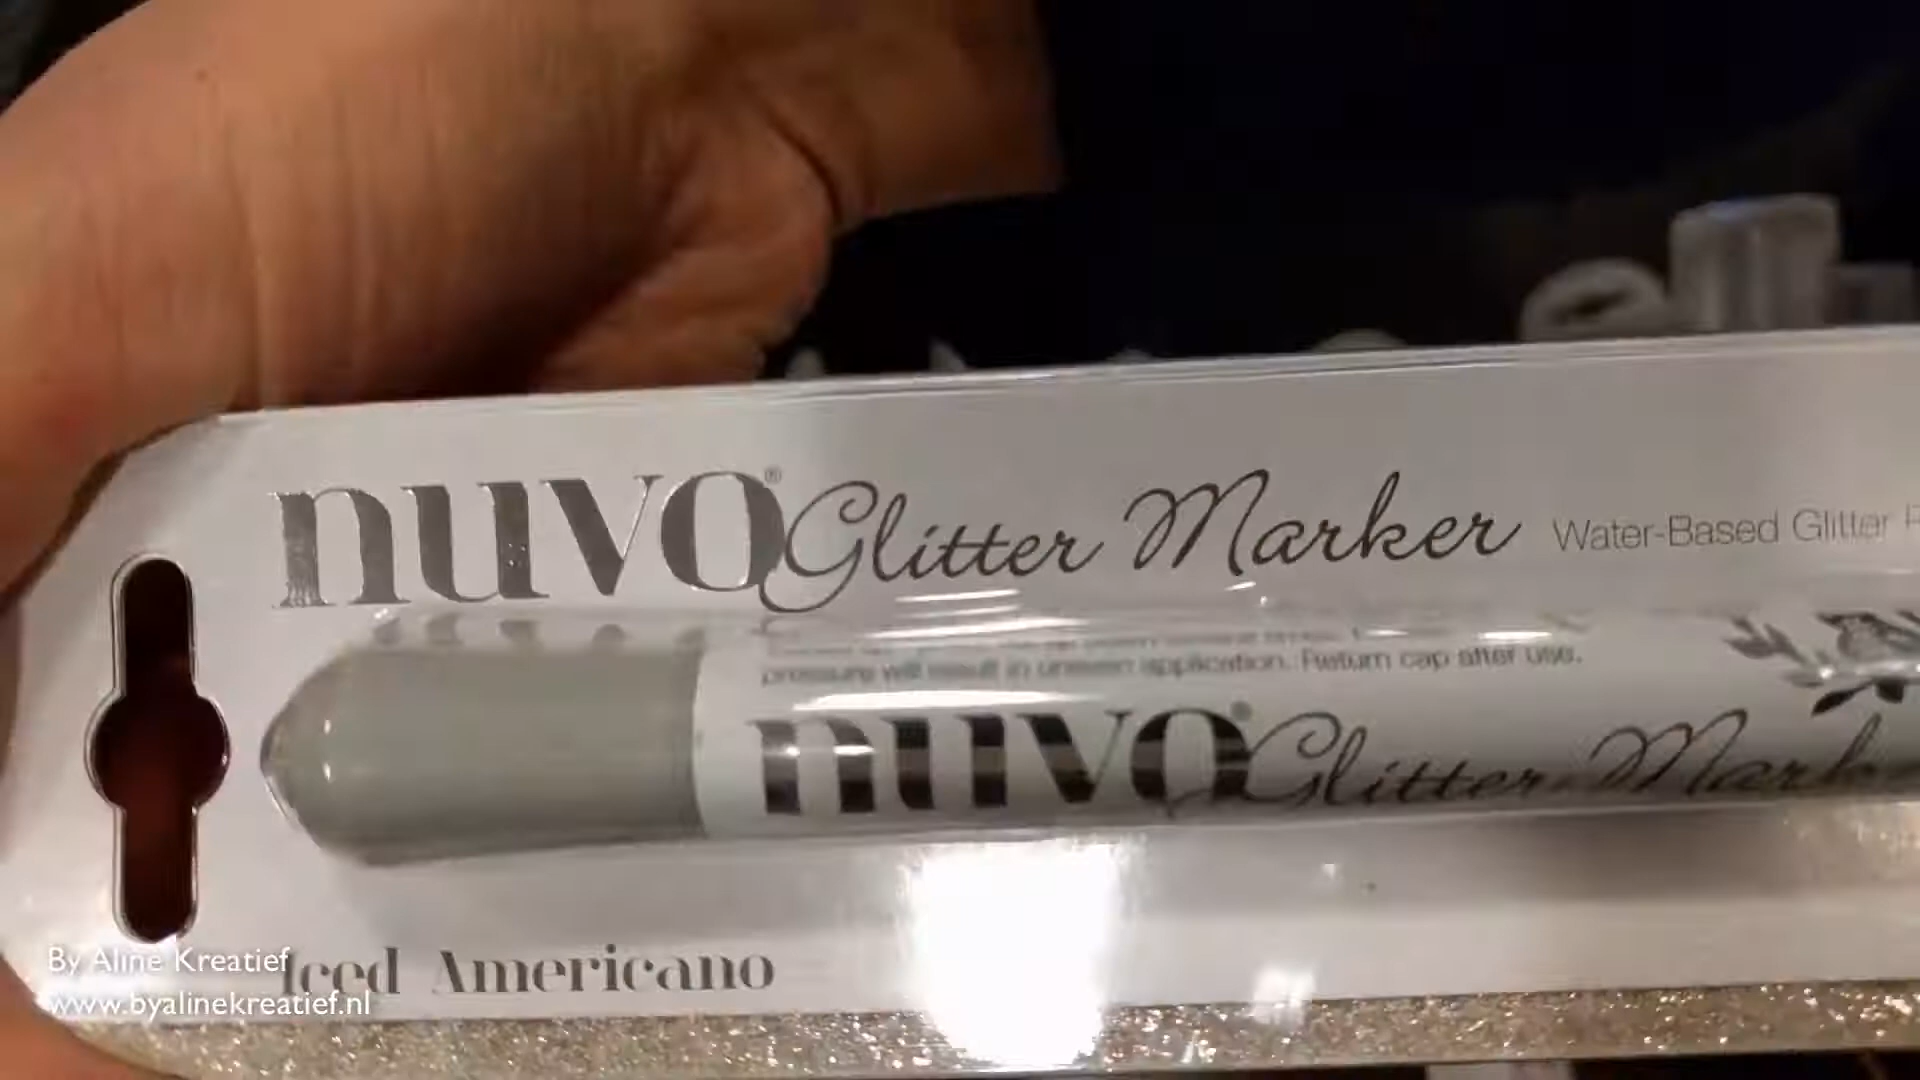 nuvo® Glitter Marker Water-Based Glitter
pressure will result in uneven application. Return cap after use.
nuvo Glitter
Iced Americano
By Aline Kreatief
www.byalinekreatief.nl